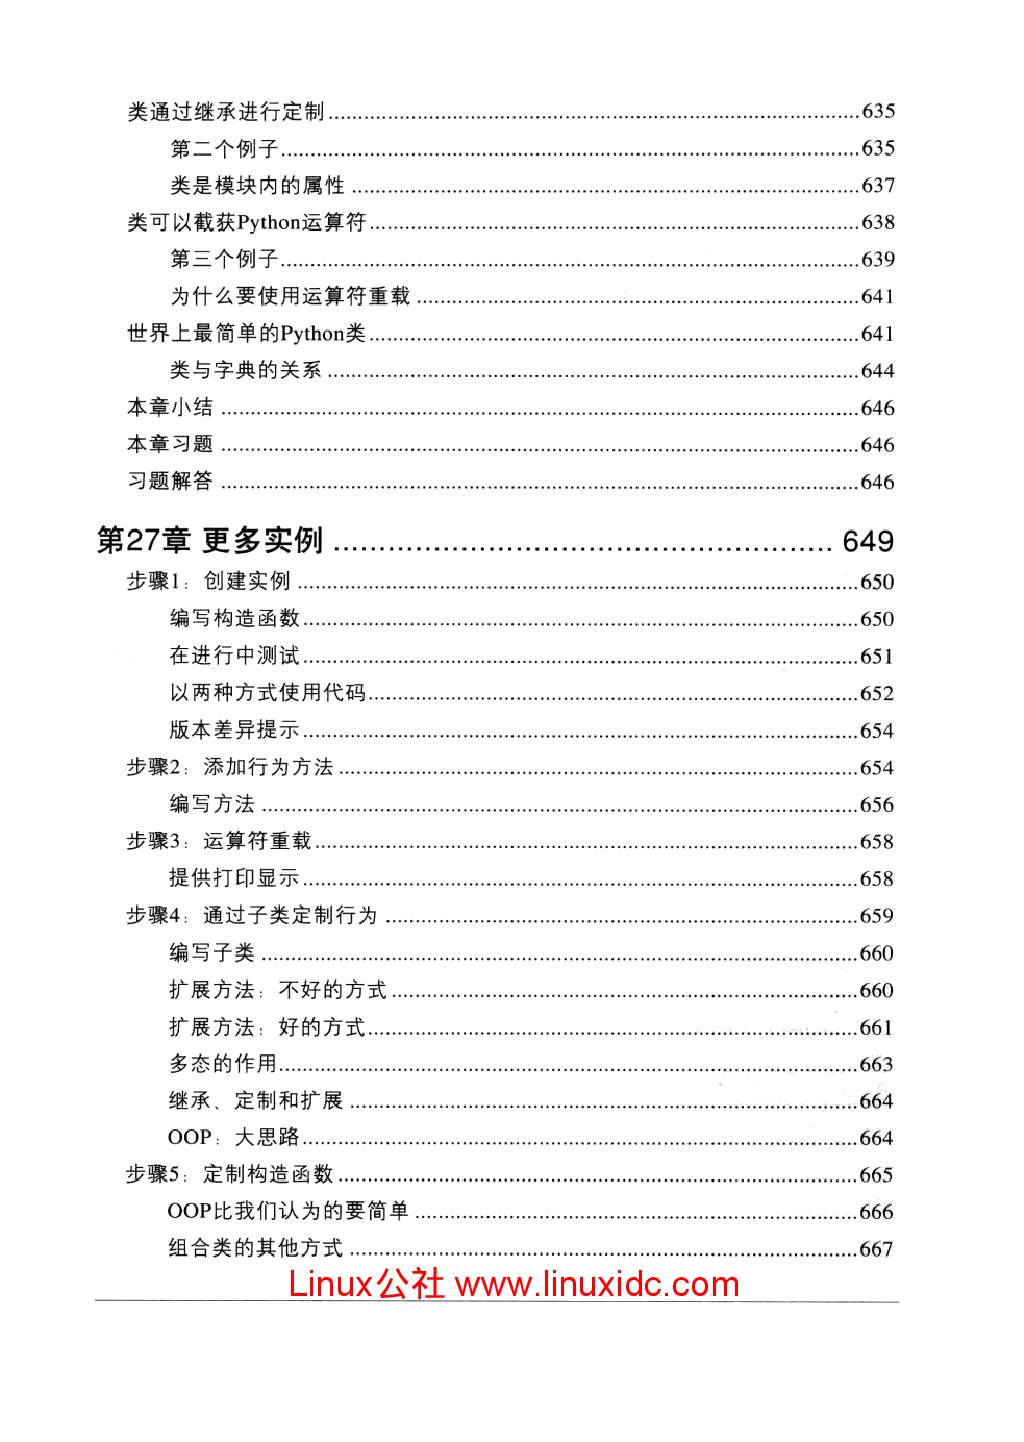 类通过继承进行定制 635
第二个例子 635
类是模块内的属性 637
类可以截获Python运算符 638
第三个例子 639
为什么要使用运算符重载 641
世界上最简单的Python类 641
类与字典的关系 644
本章小结 646
本章习题 646
习题解答 646
第27章 更多实例 649
步骤1：创建实例 650
编写构造函数 650
在进行中测试 651
以两种方式使用代码 652
版本差异提示 654
步骤2：添加行为方法 654
编写方法 656
步骤3：运算符重载 658
提供打印显示 658
步骤4：通过子类定制行为 659
编写子类 660
扩展方法：不好的方式 660
扩展方法：好的方式 661
多态的作用 663
继承、定制和扩展 664
OOP：大思路 664
步骤5：定制构造函数 665
OOP比我们认为的要简单 666
组合类的其他方式 667
Linux公社 www.linuxidc.com